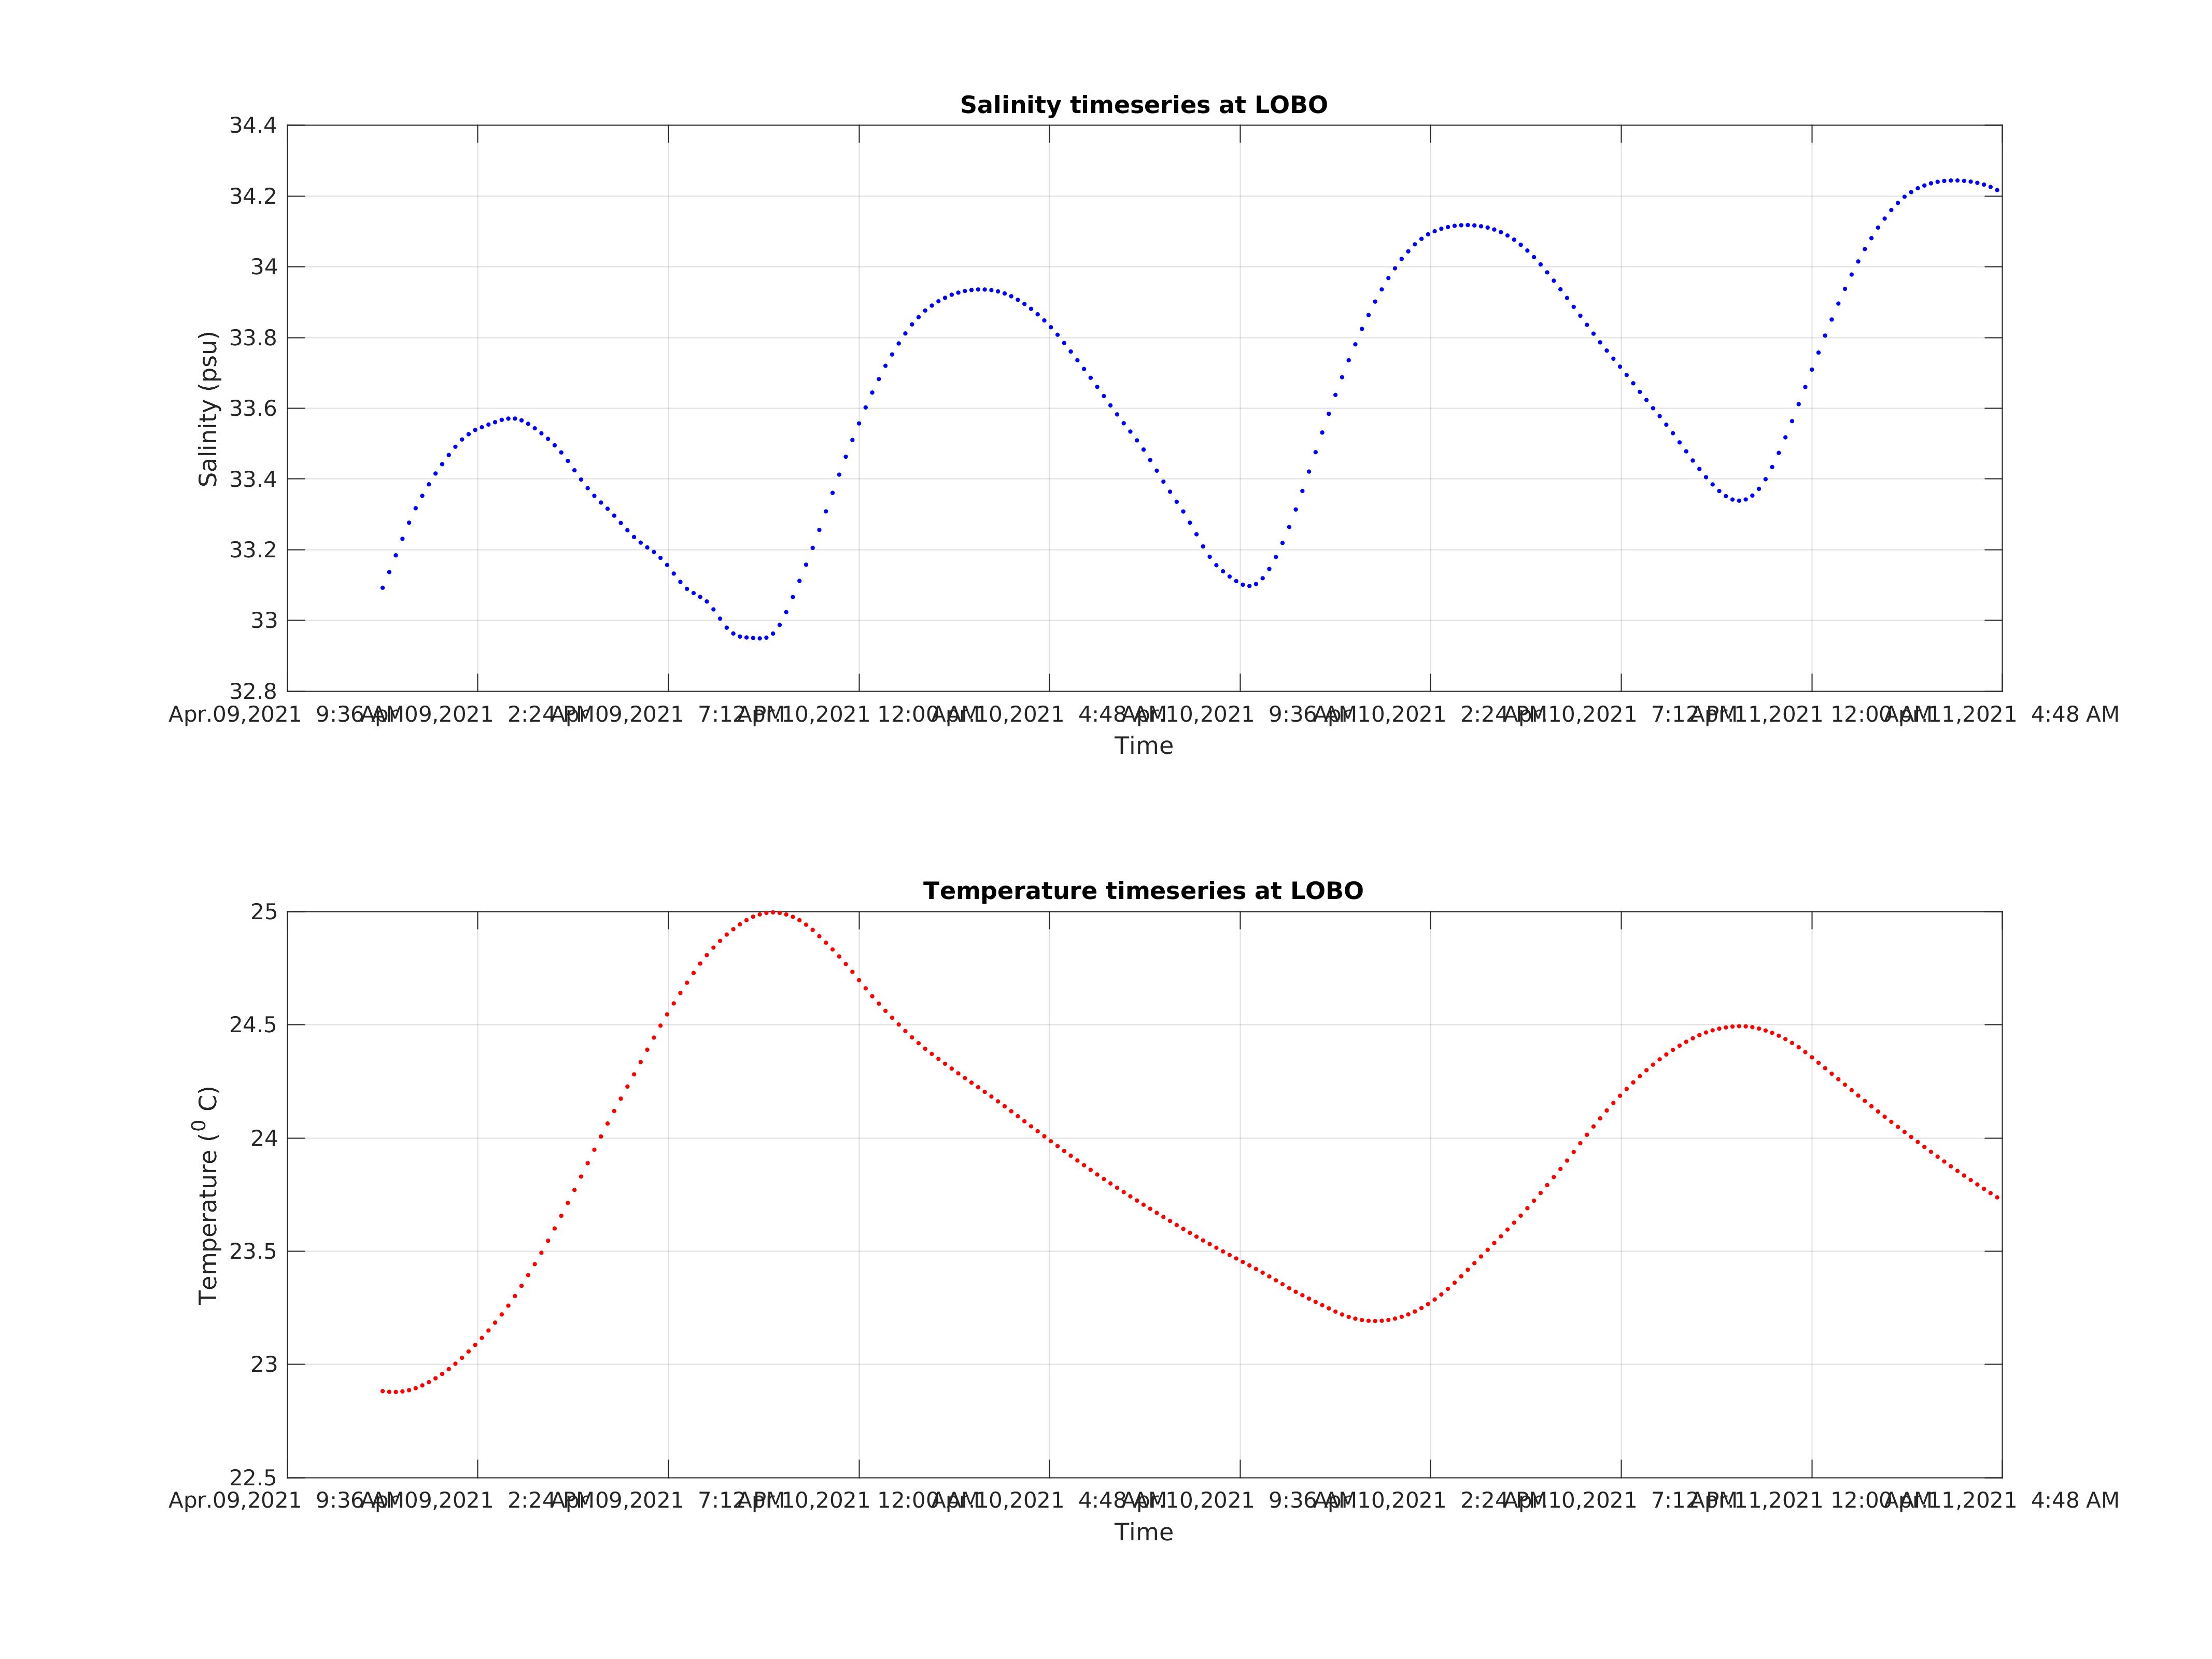 Salinity timeseries at LOBO
34.4
34.2
34
33.8
33.6
33.4
33.2
33
32.8
Salinity (psu)
Apr.09,2021  9:36 AM Apr.09,2021  2:24 PM Apr.09,2021  7:12 PM Apr.10,2021 12:00 AM Apr.10,2021  4:48 AM Apr.10,2021  9:36 AM Apr.10,2021  2:24 PM Apr.10,2021  7:12 PM Apr.11,2021 12:00 AM Apr.11,2021  4:48 AM
Time
Temperature timeseries at LOBO
25
24.5
24
23.5
23
22.5
Temperature (⁰ C)
Apr.09,2021  9:36 AM Apr.09,2021  2:24 PM Apr.09,2021  7:12 PM Apr.10,2021 12:00 AM Apr.10,2021  4:48 AM Apr.10,2021  9:36 AM Apr.10,2021  2:24 PM Apr.10,2021  7:12 PM Apr.11,2021 12:00 AM Apr.11,2021  4:48 AM
Time